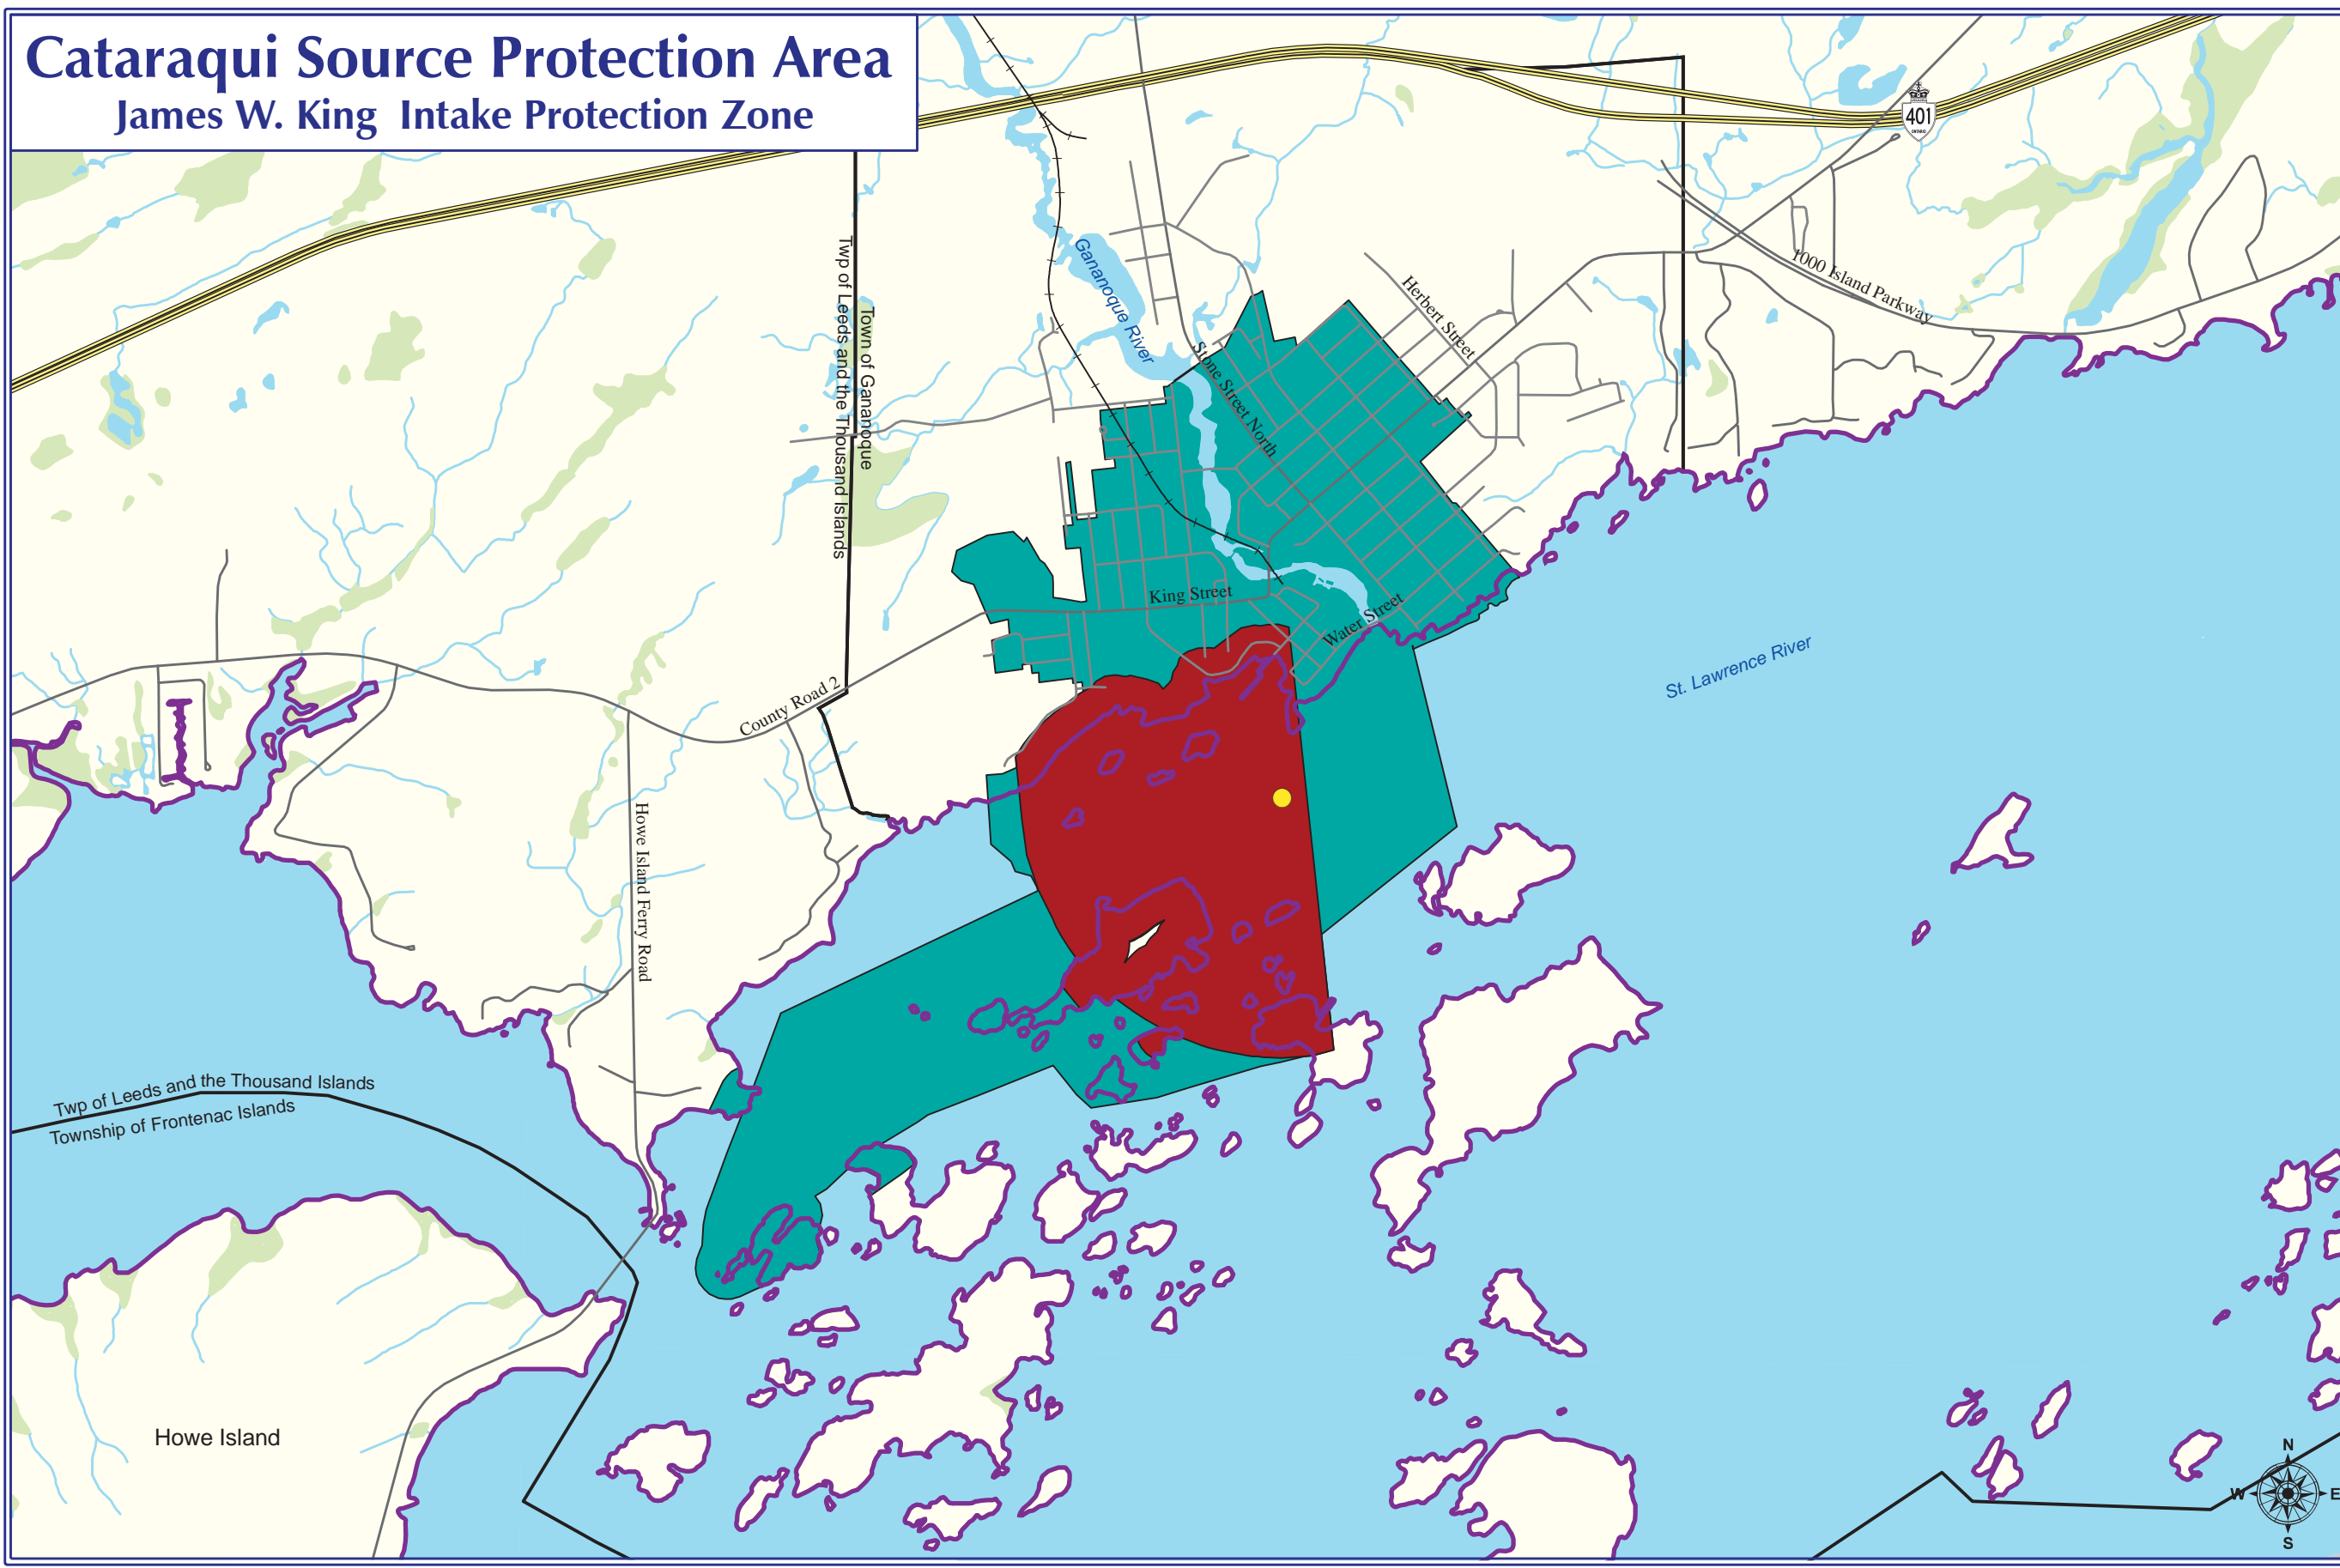 Cataraqui Source Protection Area
James W. King Intake Protection Zone
401
ONTARIO
Gananoque River
Twp of Leeds and the Thousand Islands
Town of Gananoque
Stone Street North
Herbert Street
1000 Island Parkway
King Street
Water Street
St. Lawrence River
County Road 2
Howe Island Ferry Road
Twp of Leeds and the Thousand Islands
Township of Frontenac Islands
Howe Island
N
W
E
S